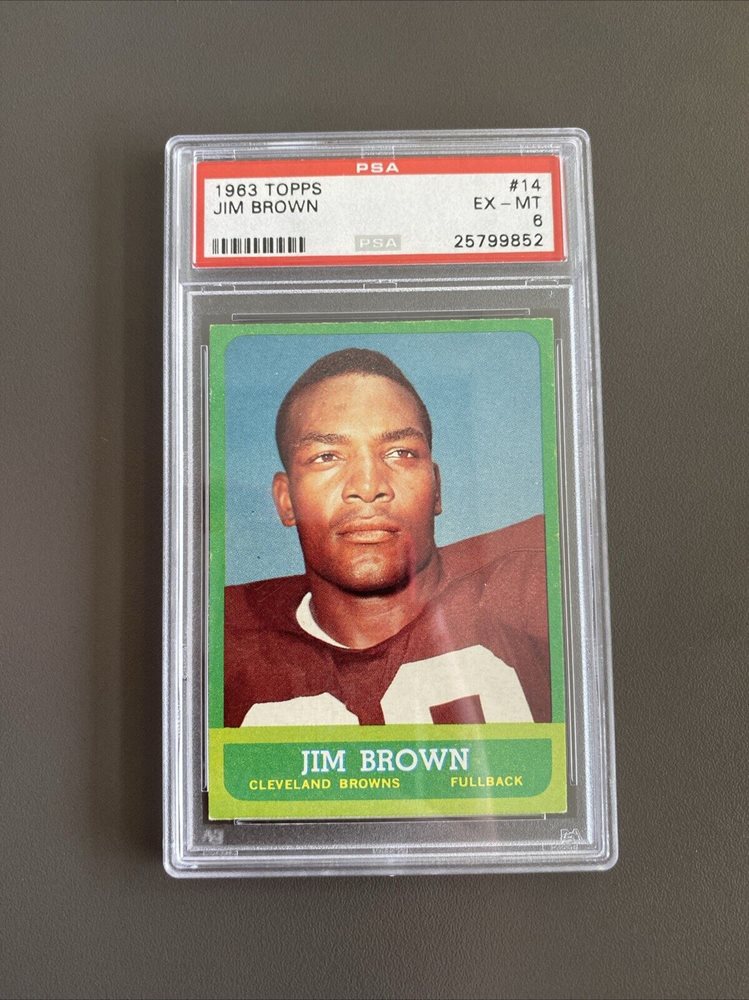 PSA
1963 TOPPS #14
JIM BROWN EX - MT
6
PSA 25799852
JIM BROWN
CLEVELAND BROWNS FULLBACK